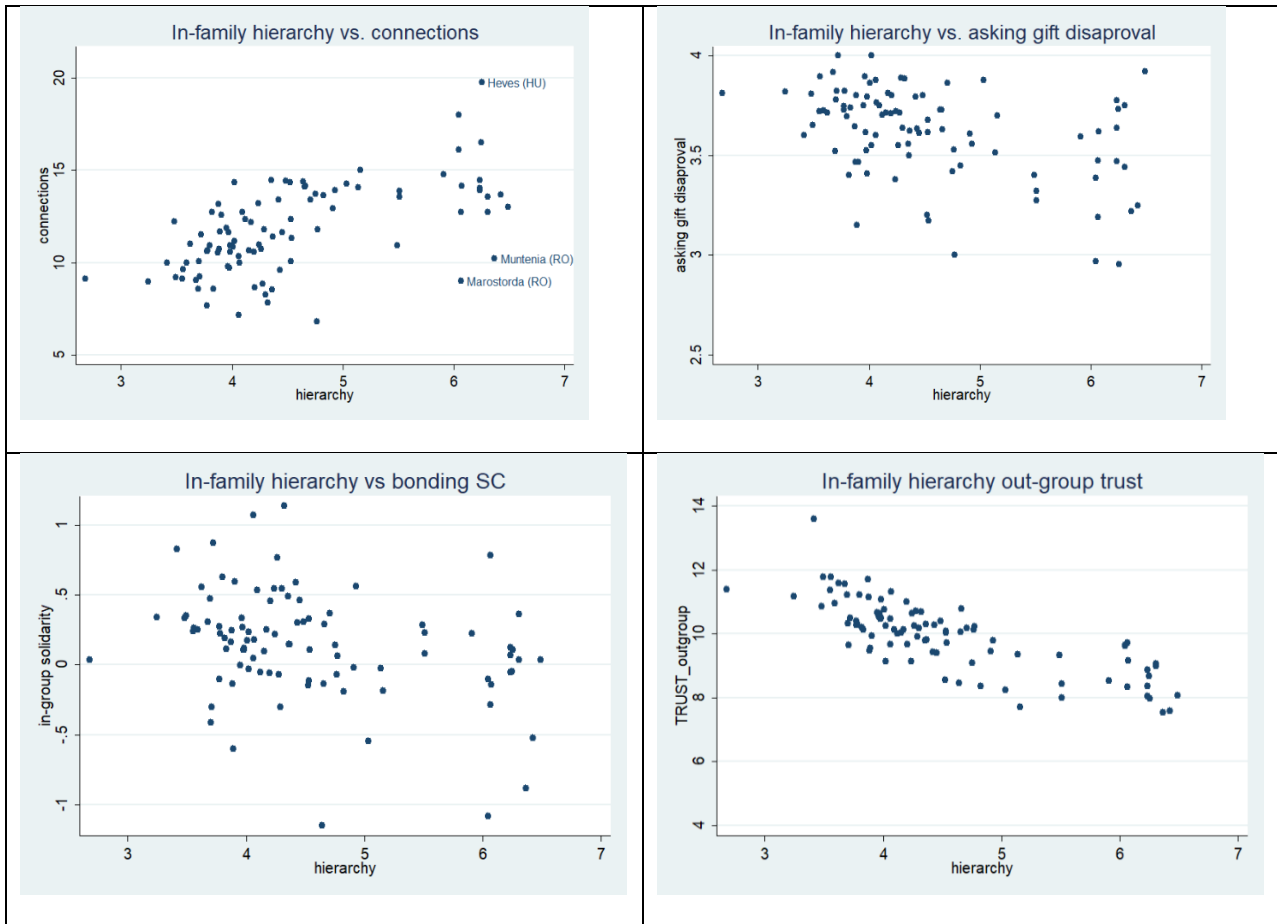 In-family hierarchy vs. connections
20
15
10
5
connections
Heves (HU)
Muntenia (RO)
Marostorda (RO)
3 4 5 6 7
hierarchy
In-family hierarchy vs. asking gift disaproval
4
3.5
3
2.5
asking gift disaproval
3 4 5 6 7
hierarchy
In-family hierarchy vs bonding SC
1
.5
0
-.5
-1
in-group solidarity
3 4 5 6 7
hierarchy
In-family hierarchy out-group trust
14
12
10
8
6
4
TRUST_outgroup
3 4 5 6 7
hierarchy